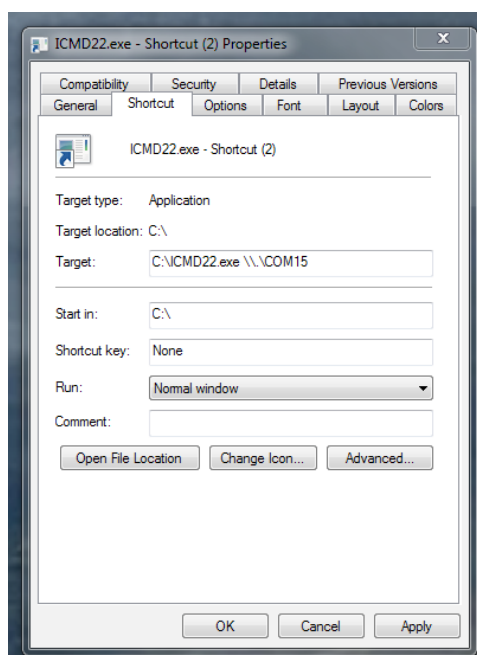 ICMD22.exe - Shortcut (2) Properties
x
Compatibility Security Details Previous Versions
General Shortcut Options Font Layout Colors
ICMD22.exe - Shortcut (2)
Target type: Application
Target location: C:\
Target: C:\ICMD22.exe \\.\COM15
Start in: C:\
Shortcut key: None
Run: Normal window
Comment:
Open File Location Change Icon... Advanced...
OK Cancel Apply